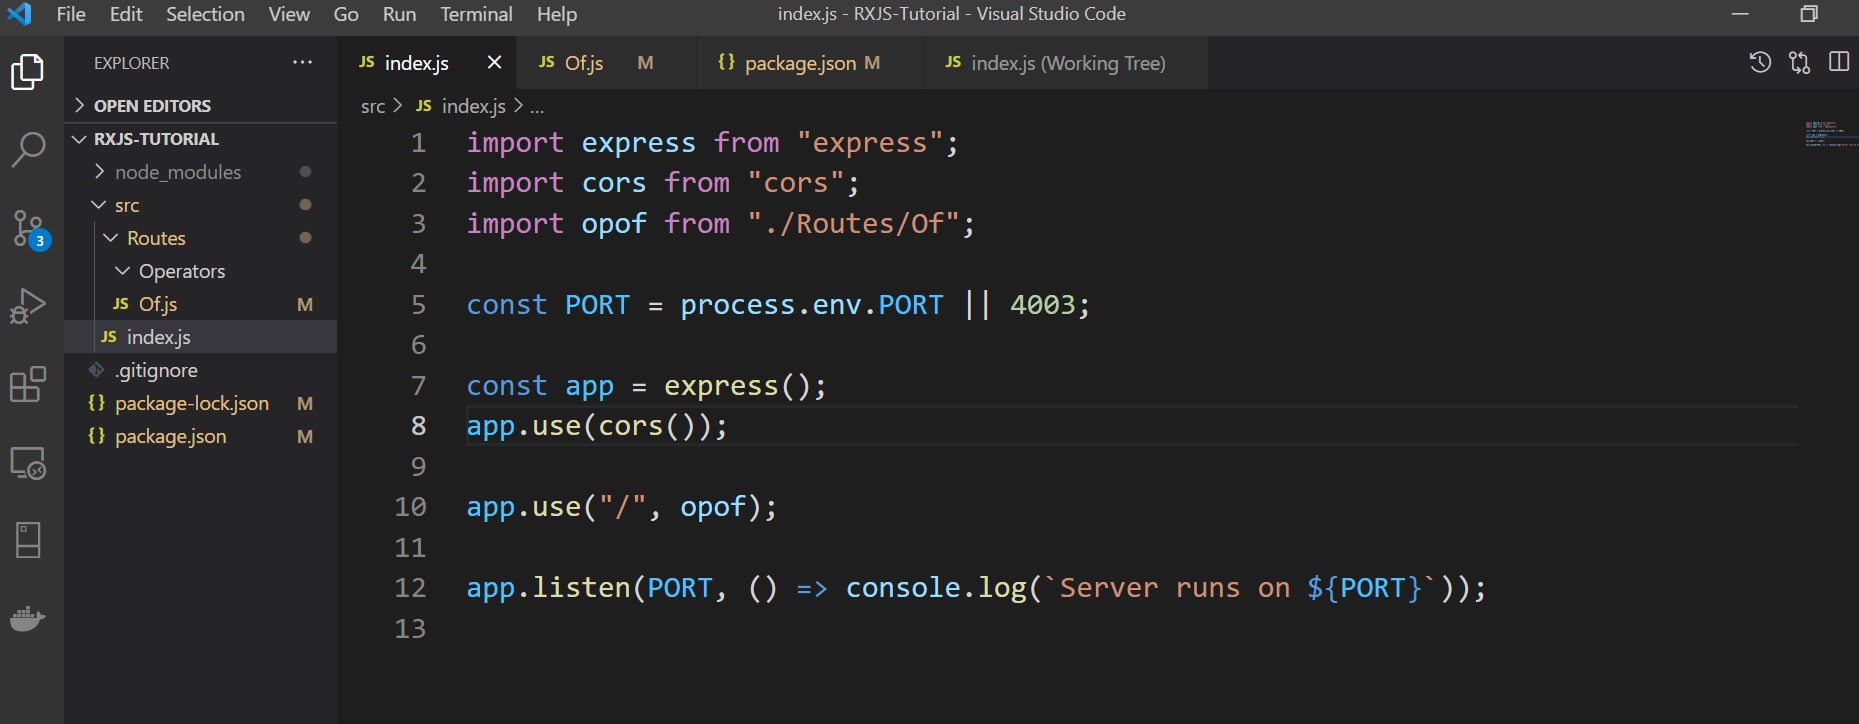 File Edit Selection View Go Run Terminal Help index.js - RXJS-Tutorial - Visual Studio Code
EXPLORER ...
JS index.js × JS Of.js M {} package.json M JS index.js (Working Tree)
OPEN EDITORS
src > JS index.js > ...
RXJS-TUTORIAL
node_modules
src
Routes
Operators
JS Of.js M
JS index.js
.gitignore
{} package-lock.json M
{} package.json M
3
1 import express from "express";
2 import cors from "cors";
3 import opof from "./Routes/Of";
4
5 const PORT = process.env.PORT || 4003;
6
7 const app = express();
8 app.use(cors());
9
10 app.use("/", opof);
11
12 app.listen(PORT, () => console.log(`Server runs on ${PORT}`));
13